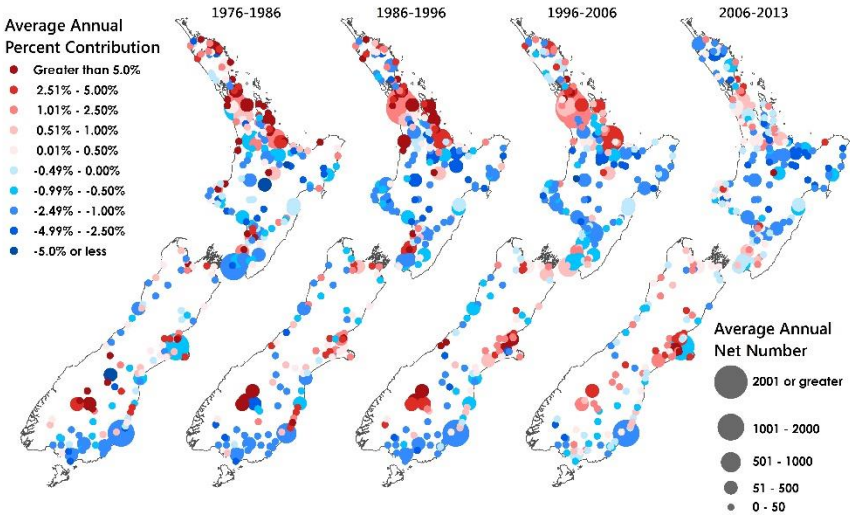 1976-1986
1986-1996
1996-2006
2006-2013
Average Annual
Percent Contribution
Greater than 5.0%
2.51% - 5.00%
1.01% - 2.50%
0.51% - 1.00%
0.01% - 0.50%
-0.49% - 0.00%
-0.99% - -0.50%
-2.49% - -1.00%
-4.99% - -2.50%
-5.0% or less
Average Annual
Net Number
2001 or greater
1001 - 2000
501 - 1000
51 - 500
0 - 50